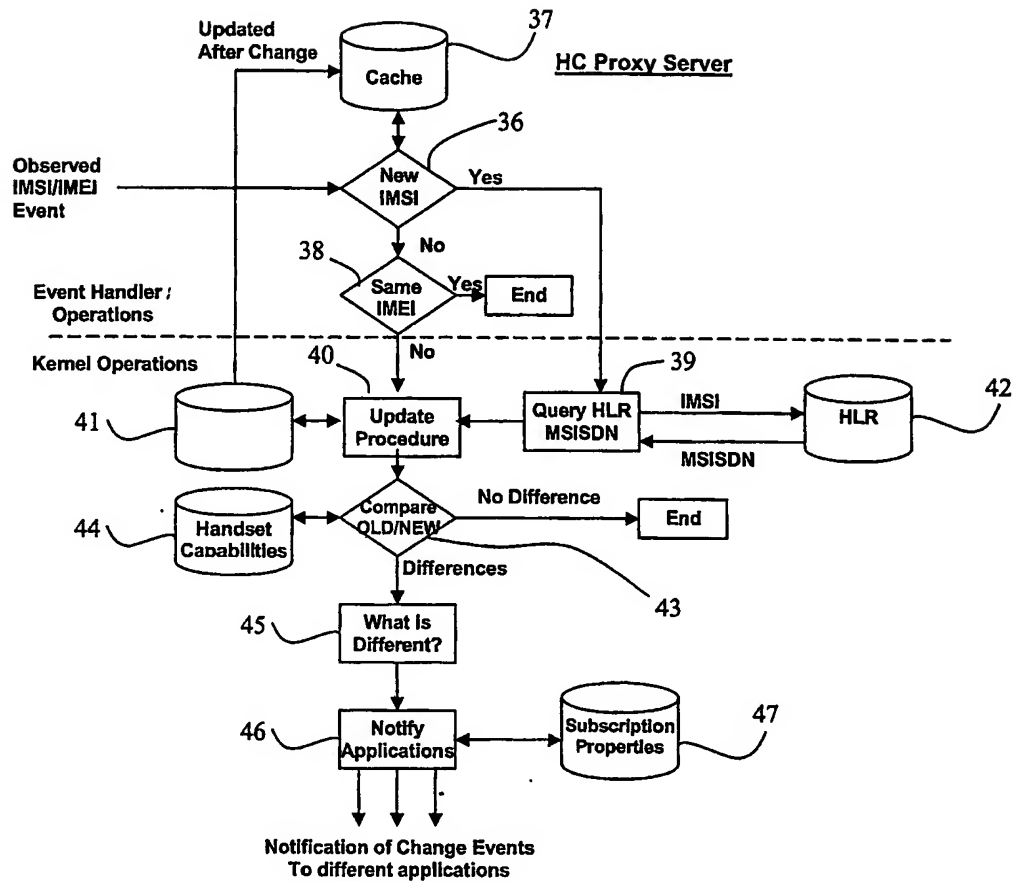 Updated
After Change
37
Cache
HC Proxy Server
36
Observed
IMSI/IMEI
Event
New
IMSI
Yes
No
38
Same
IMEI
Yes
End
Event Handler
Operations
Kernel Operations
No
40
39
41
Update
Procedure
Query HLR
MSISDN
IMSI
MSISDN
HLR
42
44
Handset
Capabilities
Compare
OLD/NEW
No Difference
End
Differences
43
45
What is
Different?
46
Notify
Applications
Subscription
Properties
47
Notification of Change Events
To different applications